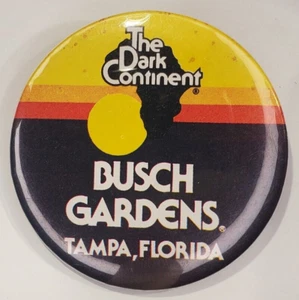 The
Dark
Continent®
BUSCH
GARDENS®
TAMPA, FLORIDA